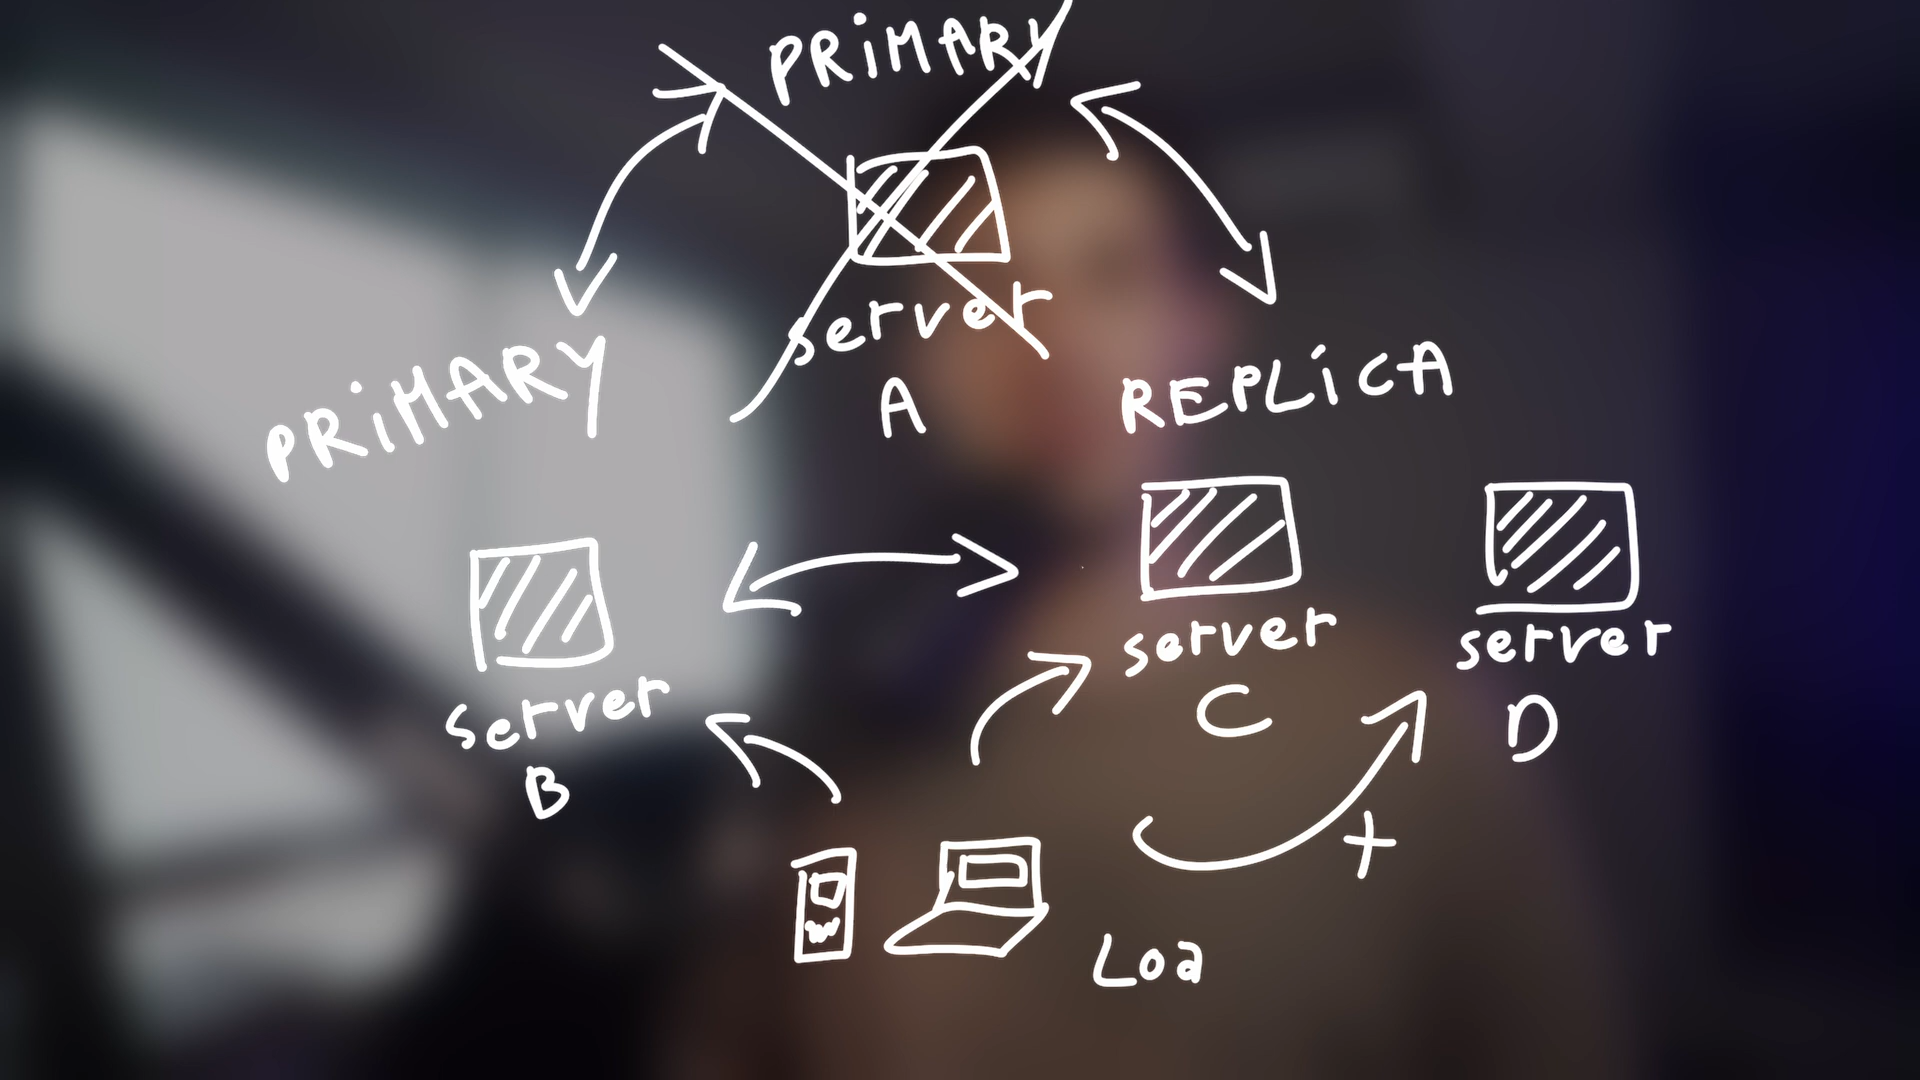 PRiMARY
server
A
PRiMARY
REPLiCA
server
B
server
C
server
D
+
Loa